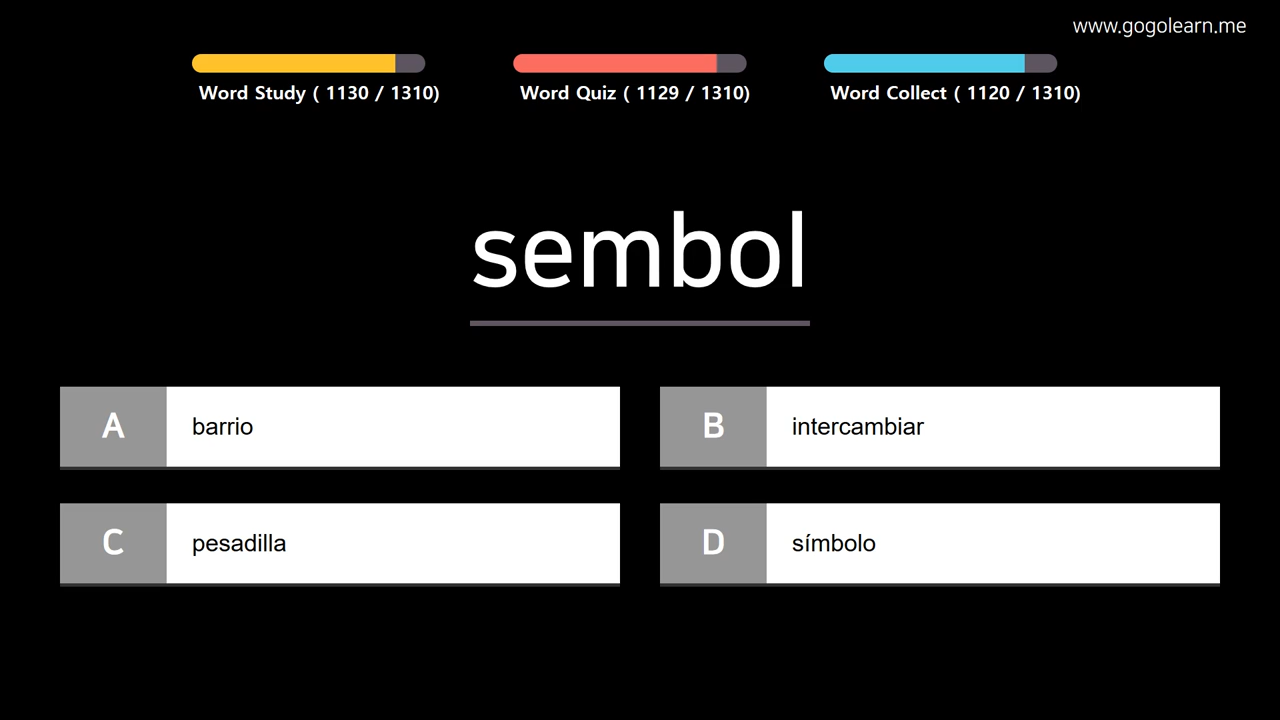 www.gogolearn.me
Word Study ( 1130 / 1310)
Word Quiz ( 1129 / 1310)
Word Collect ( 1120 / 1310)
sembol
A barrio
B intercambiar
C pesadilla
D símbolo